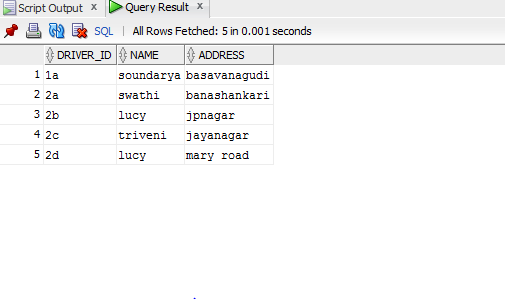 Script Output x Query Result x
SQL | All Rows Fetched: 5 in 0.001 seconds
DRIVER_ID NAME ADDRESS
1 1a soundarya basavanagudi
2 2a swathi banashankari
3 2b lucy jpnagar
4 2c triveni jayanagar
5 2d lucy mary road